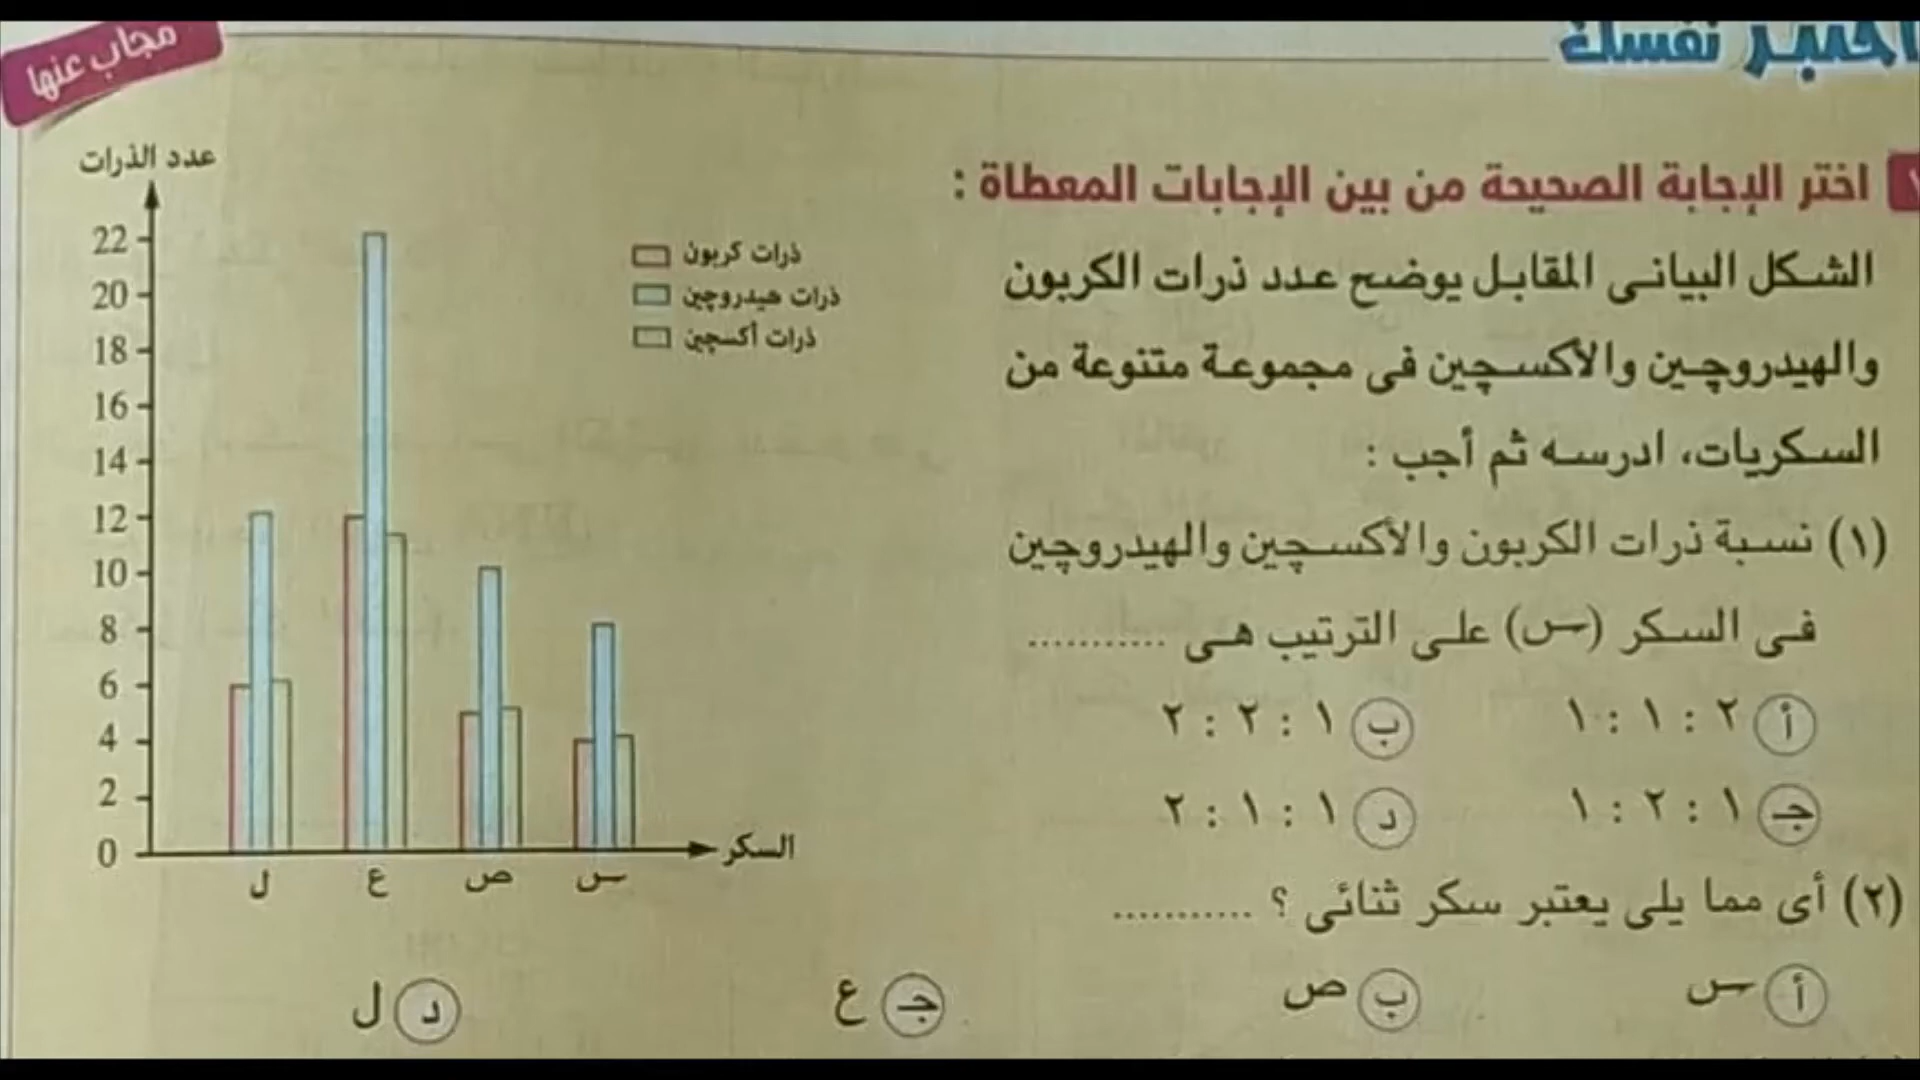 اختبر نفسك
مجاب عنها
١ اختر الإجابة الصحيحة من بين الإجابات المعطاة :
الشكل البيانى المقابل يوضح عدد ذرات الكربون
والهيدروچين والأكسچين فى مجموعة متنوعة من
السكريات، ادرسه ثم أجب :
(١) نسبة ذرات الكربون والأكسچين والهيدروچين
فى السكر (س) على الترتيب هى ...........
أ ٢ : ١ : ١
ب ١ : ٢ : ٢
جـ ١ : ٢ : ١
د ١ : ١ : ٢
(٢) أى مما يلى يعتبر سكر ثنائى ؟ ...........
أ س
ب ص
جـ ع
د ل
عدد الذرات
22
20
18
16
14
12
10
8
6
4
2
0
ذرات كربون
ذرات هيدروچين
ذرات أكسچين
ل ع ص س
السكر